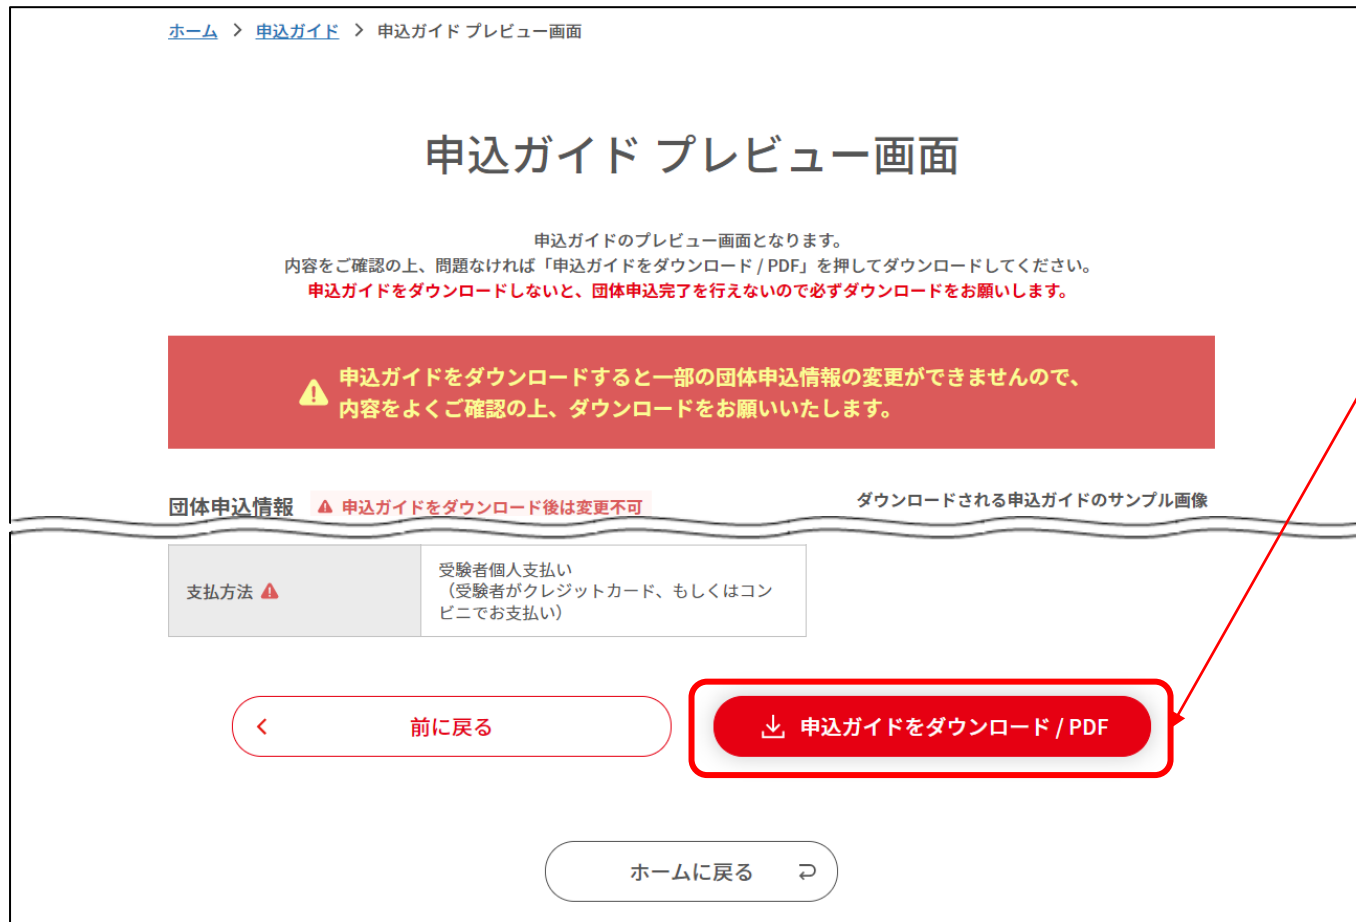 ホーム > 申込ガイド > 申込ガイド プレビュー画面
申込ガイド プレビュー画面
申込ガイドのプレビュー画面となります。
内容をご確認の上、問題なければ「申込ガイドをダウンロード / PDF」を押してダウンロードしてください。
申込ガイドをダウンロードしないと、団体申込完了を行えないので必ずダウンロードをお願いします。
申込ガイドをダウンロードすると一部の団体申込情報の変更ができませんので、
内容をよくご確認の上、ダウンロードをお願いいたします。
団体申込情報 申込ガイドをダウンロード後は変更不可
ダウンロードされる申込ガイドのサンプル画像
支払方法
受験者個人支払い
（受験者がクレジットカード、もしくはコン
ビニでお支払い）
前に戻る
申込ガイドをダウンロード / PDF
ホームに戻る